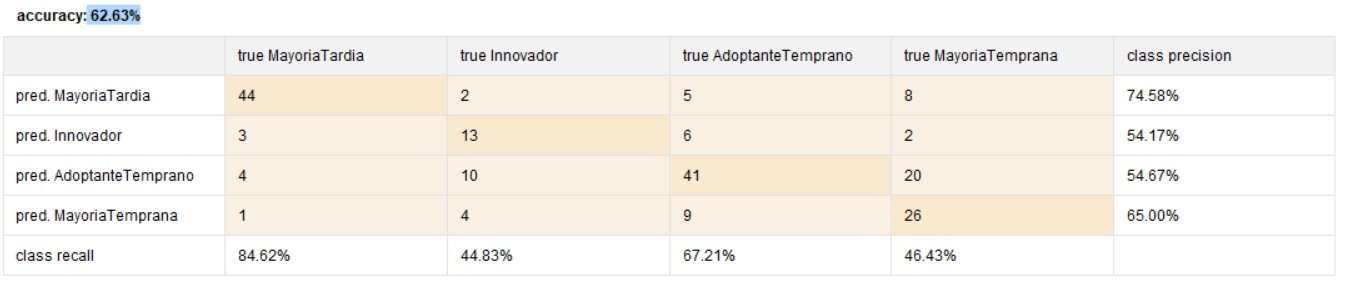 accuracy: 62.63%
true MayoriaTardia true Innovador true AdoptanteTemprano true MayoriaTemprana class precision
pred. MayoriaTardia 44 2 5 8 74.58%
pred. Innovador 3 13 6 2 54.17%
pred. AdoptanteTemprano 4 10 41 20 54.67%
pred. MayoriaTemprana 1 4 9 26 65.00%
class recall 84.62% 44.83% 67.21% 46.43%